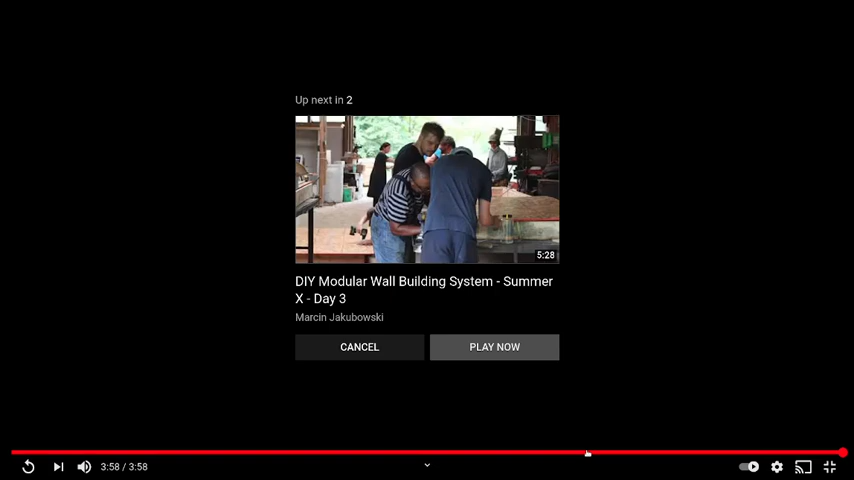 Up next in 2
5:28
DIY Modular Wall Building System - Summer
X - Day 3
Marcin Jakubowski
CANCEL
PLAY NOW
3:58 / 3:58